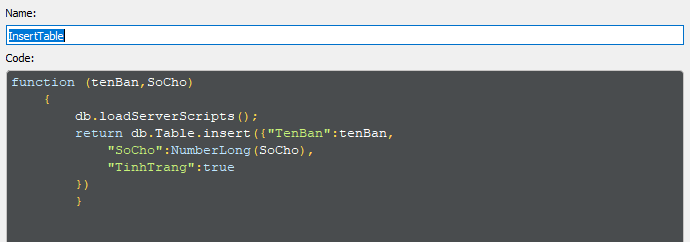 Name:
InsertTable
Code:
function (tenBan,SoCho)
{
db.loadServerScripts();
return db.Table.insert({"TenBan":tenBan,
"SoCho":NumberLong(SoCho),
"TinhTrang":true
})
}